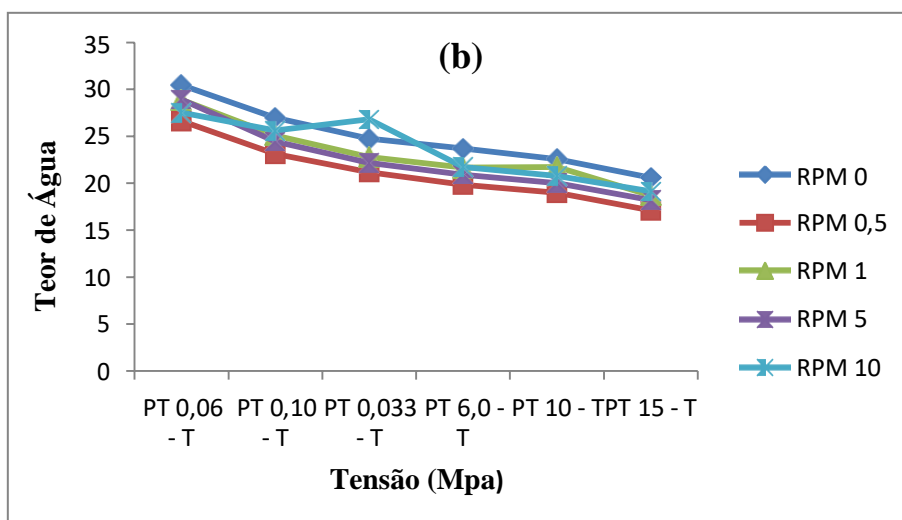 (b)
35
30
25
20
15
10
5
0
Teor de Água
PT 0,06 - T
PT 0,10 - T
PT 0,033 - T
PT 6,0 - T
PT 10 - T
PT 15 - T
Tensão (Mpa)
RPM 0
RPM 0,5
RPM 1
RPM 5
RPM 10